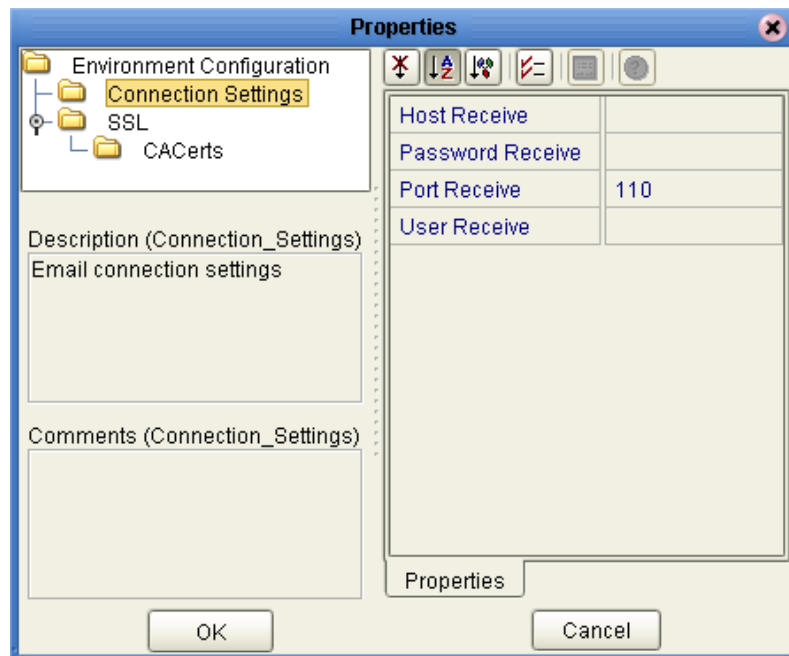 Properties
Environment Configuration
Connection Settings
SSL
CACerts
Description (Connection_Settings)
Email connection settings
Comments (Connection_Settings)
A
Z
Host Receive
Password Receive
Port Receive 110
User Receive
Properties
OK
Cancel